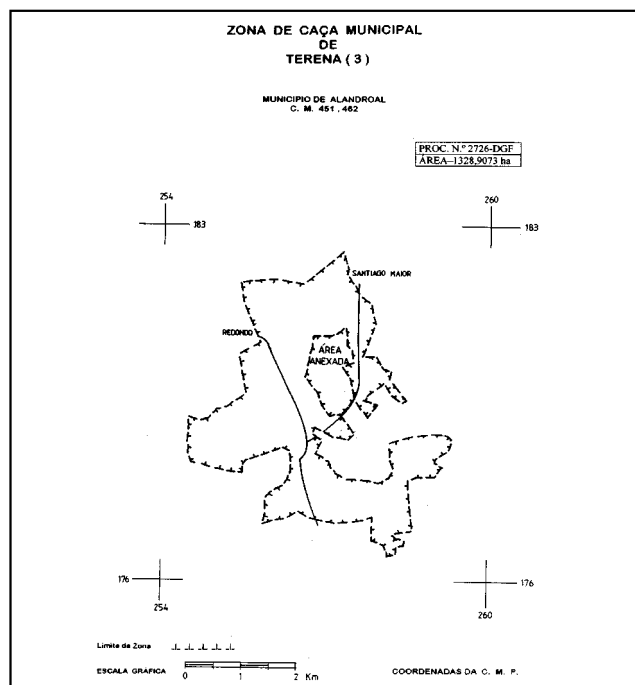 ZONA DE CAÇA MUNICIPAL
DE
TERENA ( 3 )
MUNICIPIO DE ALANDROAL
C. M. 451 , 462
PROC. N.º 2726-DGF
ÁREA–1328,9073 ha
254
183
260
183
SANTIAGO MAIOR
REDONDO
ÁREA
ANEXADA
176
254
176
260
Limite da Zona
ESCALA GRÁFICA
0 1 2 Km
COORDENADAS DA C. M. P.